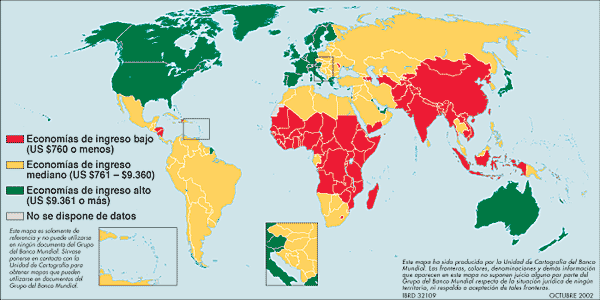 Economías de ingreso bajo
(US $760 o menos)
Economías de ingreso
mediano (US $761 – $9.360)
Economías de ingreso alto
(US $9.361 o más)
No se dispone de datos
Este mapa es solamente de
referencia y no puede utilizarse
en ningún documento del Grupo
del Banco Mundial. Sírvase
ponerse en contacto con la
Unidad de Cartografía para
obtener mapas que puedan
utilizarse en documentos del
Grupo del Banco Mundial.
Este mapa ha sido producido por la Unidad de Cartografía del Banco
Mundial. Las fronteras, colores, denominaciones y demás información
que aparecen en este mapa no suponen juicio alguno por parte del
Grupo del Banco Mundial respecto de la situación jurídica de ningún
territorio, ni respaldo o aceptación de tales fronteras.
IBRD 32109
OCTUBRE 2002